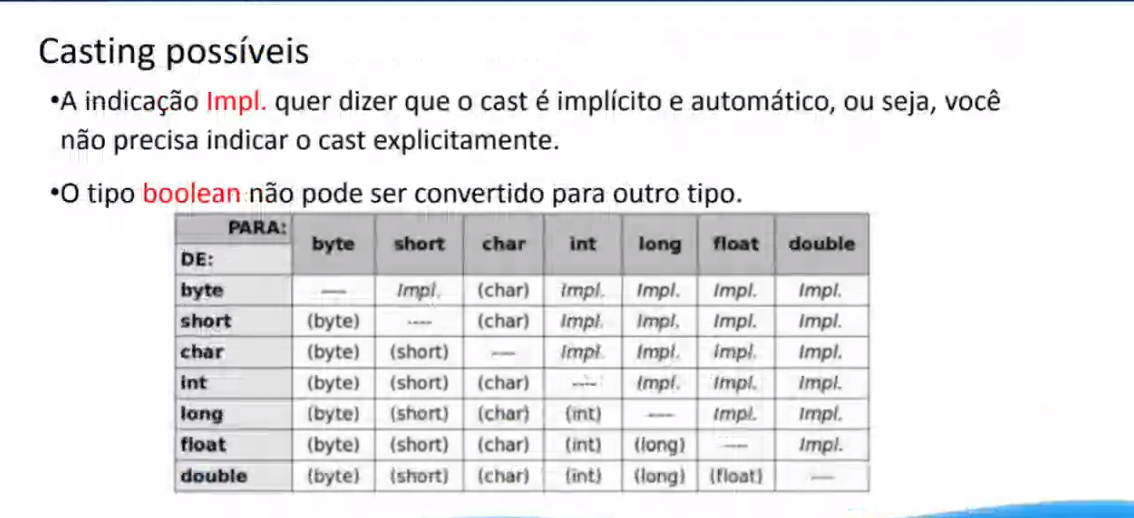 Casting possíveis
•A indicação Impl. quer dizer que o cast é implícito e automático, ou seja, você
não precisa indicar o cast explicitamente.
•O tipo boolean não pode ser convertido para outro tipo.
PARA: byte short char int long float double
DE:
byte ---- Impl. (char) Impl. Impl. Impl. Impl.
short (byte) ---- (char) Impl. Impl. Impl. Impl.
char (byte) (short) ---- Impl. Impl. Impl. Impl.
int (byte) (short) (char) ---- Impl. Impl. Impl.
long (byte) (short) (char) (int) ---- Impl. Impl.
float (byte) (short) (char) (int) (long) ---- Impl.
double (byte) (short) (char) (int) (long) (float) ----